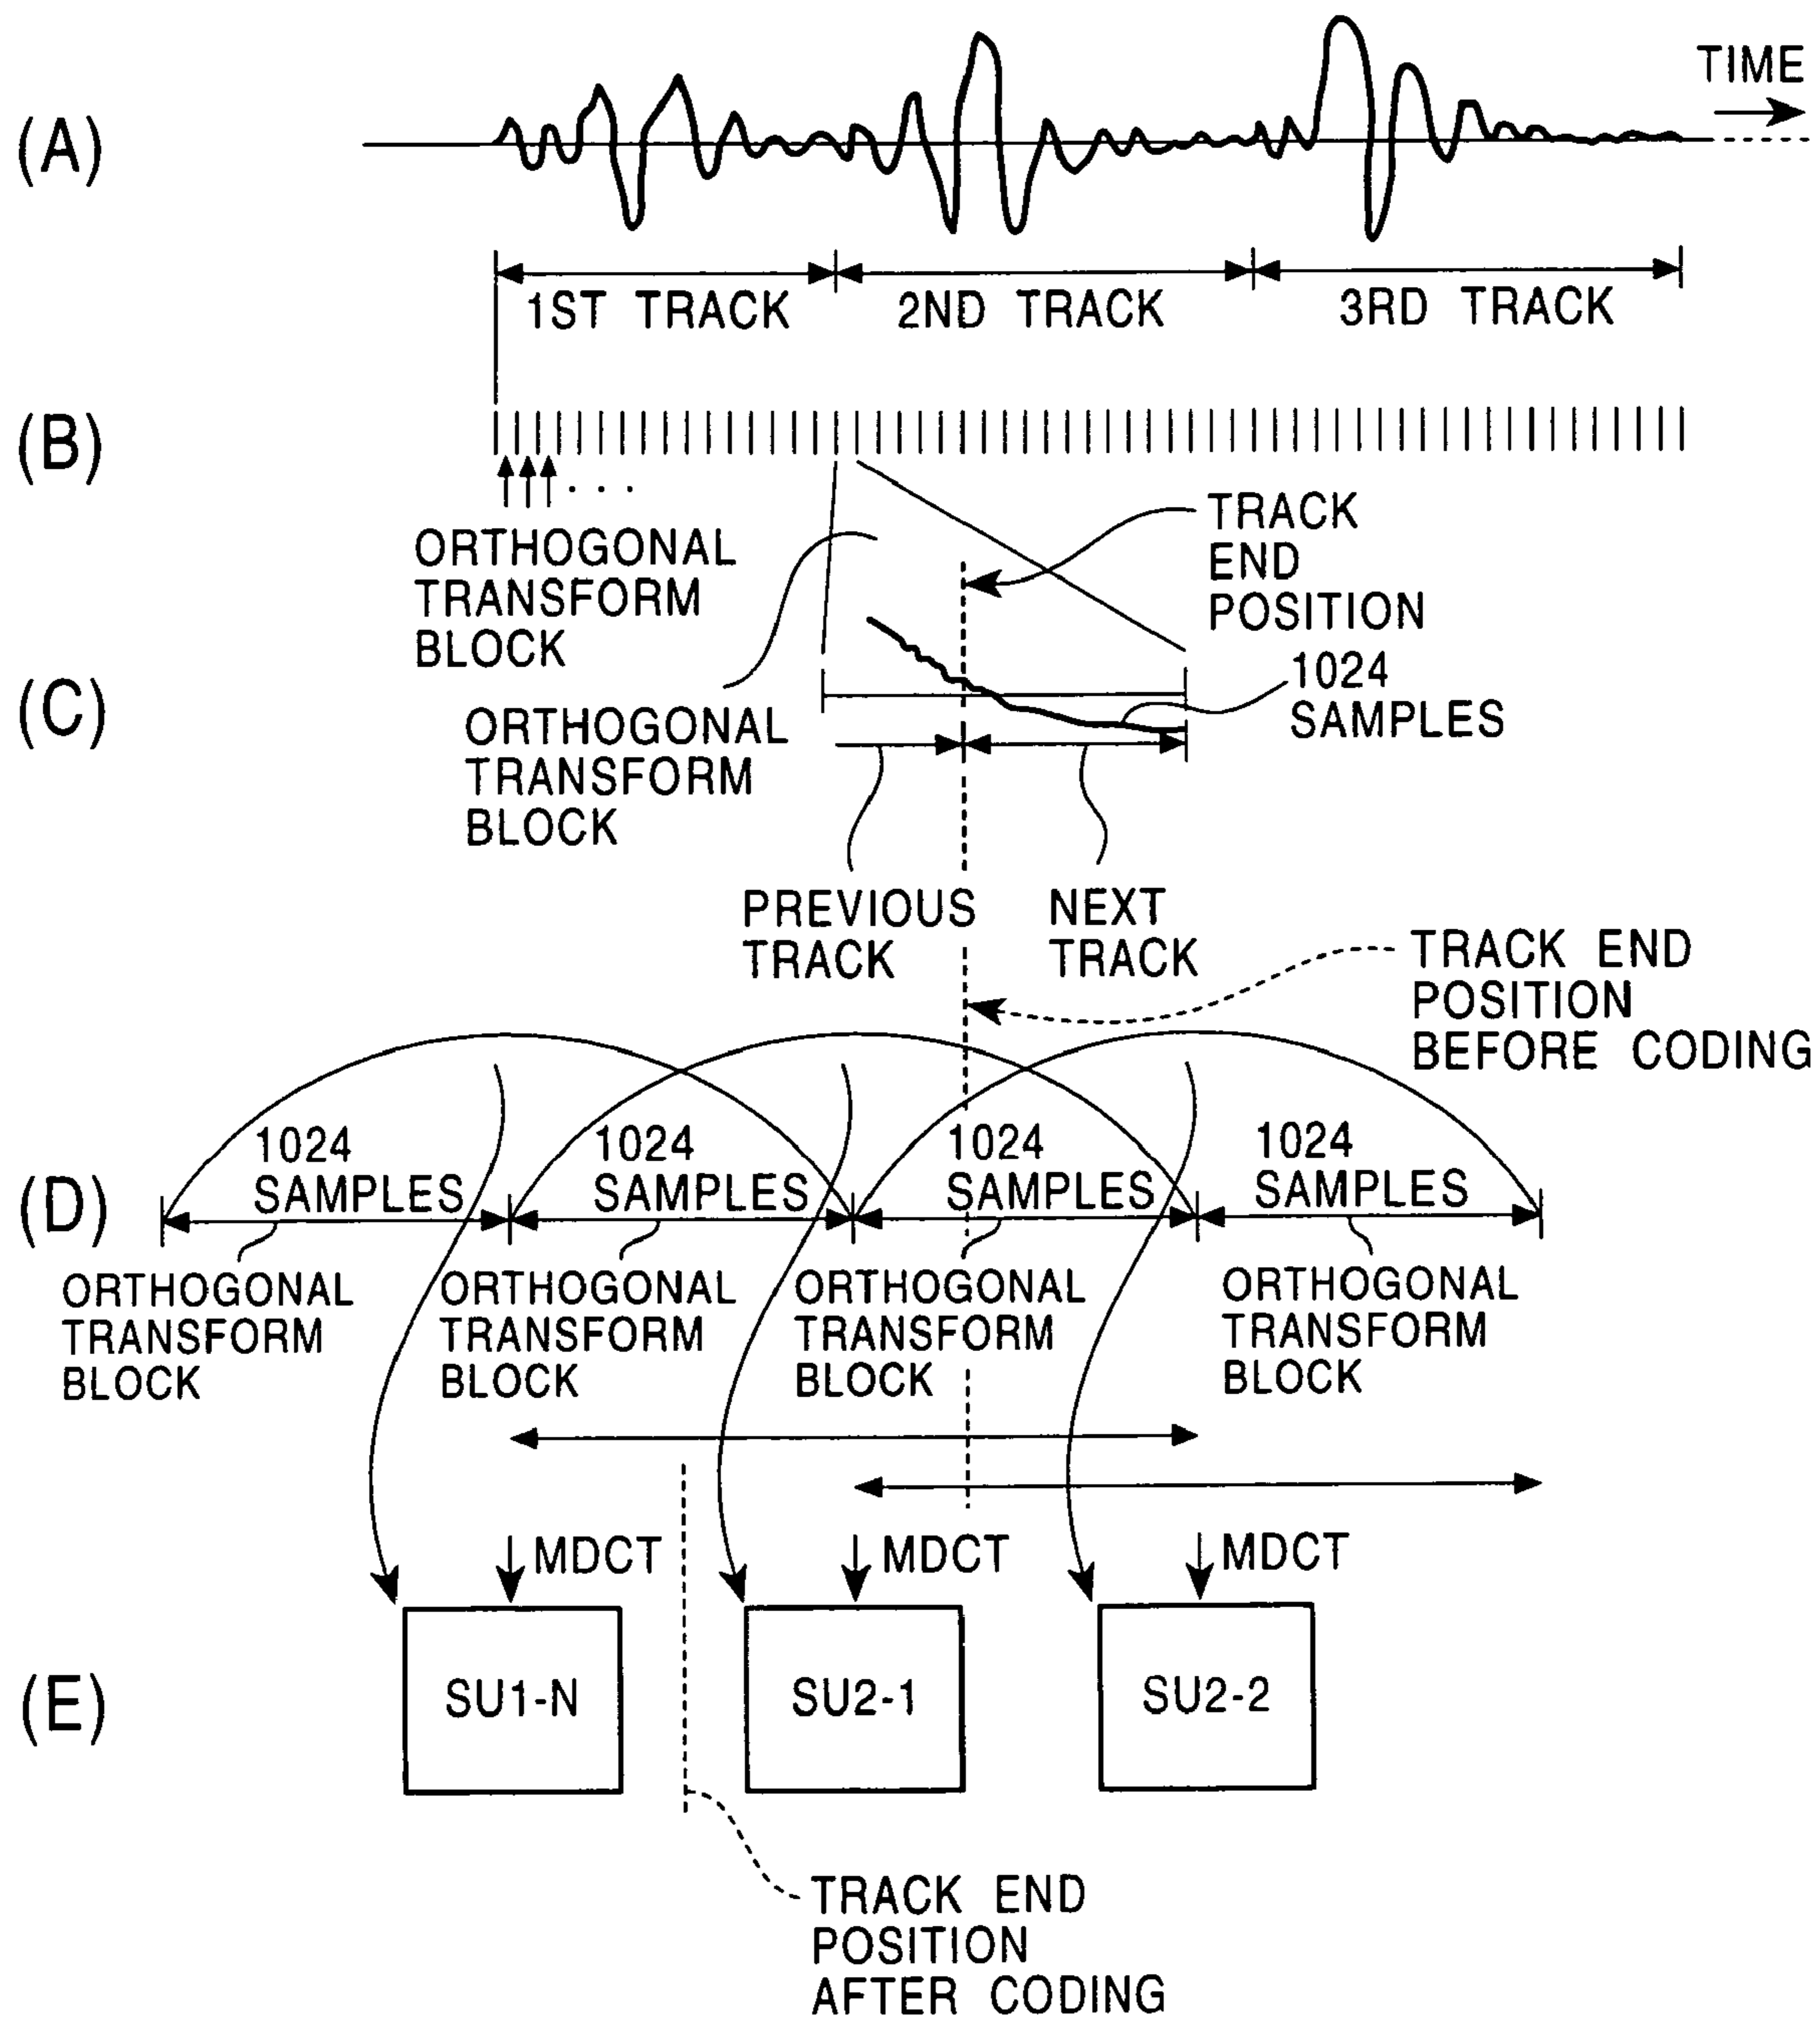 (A)
TIME
1ST TRACK
2ND TRACK
3RD TRACK
(B)
. . .
ORTHOGONAL
TRANSFORM
BLOCK
TRACK
END
POSITION
(C)
ORTHOGONAL
TRANSFORM
BLOCK
1024
SAMPLES
PREVIOUS
TRACK
NEXT
TRACK
TRACK END
POSITION
BEFORE CODING
(D)
1024
SAMPLES
1024
SAMPLES
1024
SAMPLES
1024
SAMPLES
ORTHOGONAL
TRANSFORM
BLOCK
ORTHOGONAL
TRANSFORM
BLOCK
ORTHOGONAL
TRANSFORM
BLOCK
ORTHOGONAL
TRANSFORM
BLOCK
MDCT
MDCT
MDCT
(E)
SU1-N
SU2-1
SU2-2
TRACK END
POSITION
AFTER CODING